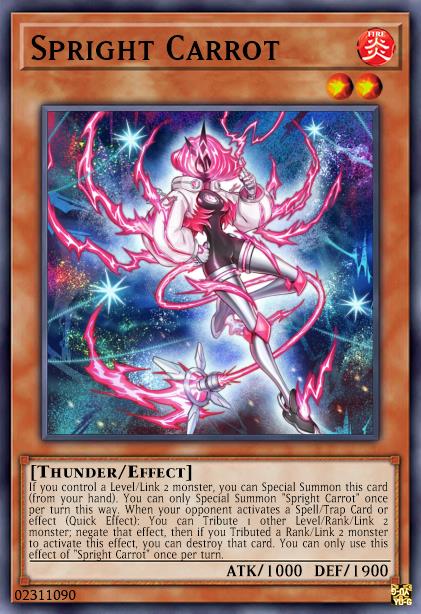 Spright Carrot
FIRE
炎
[Thunder/Effect]
If you control a Level/Link 2 monster, you can Special Summon this card
(from your hand). You can only Special Summon "Spright Carrot" once
per turn this way. When your opponent activates a Spell/Trap Card or
effect (Quick Effect): You can Tribute 1 other Level/Rank/Link 2
monster; negate that effect, then if you Tributed a Rank/Link 2 monster
to activate this effect, you can destroy that card. You can only use this
effect of "Spright Carrot" once per turn.
ATK/1000 DEF/1900
02311090